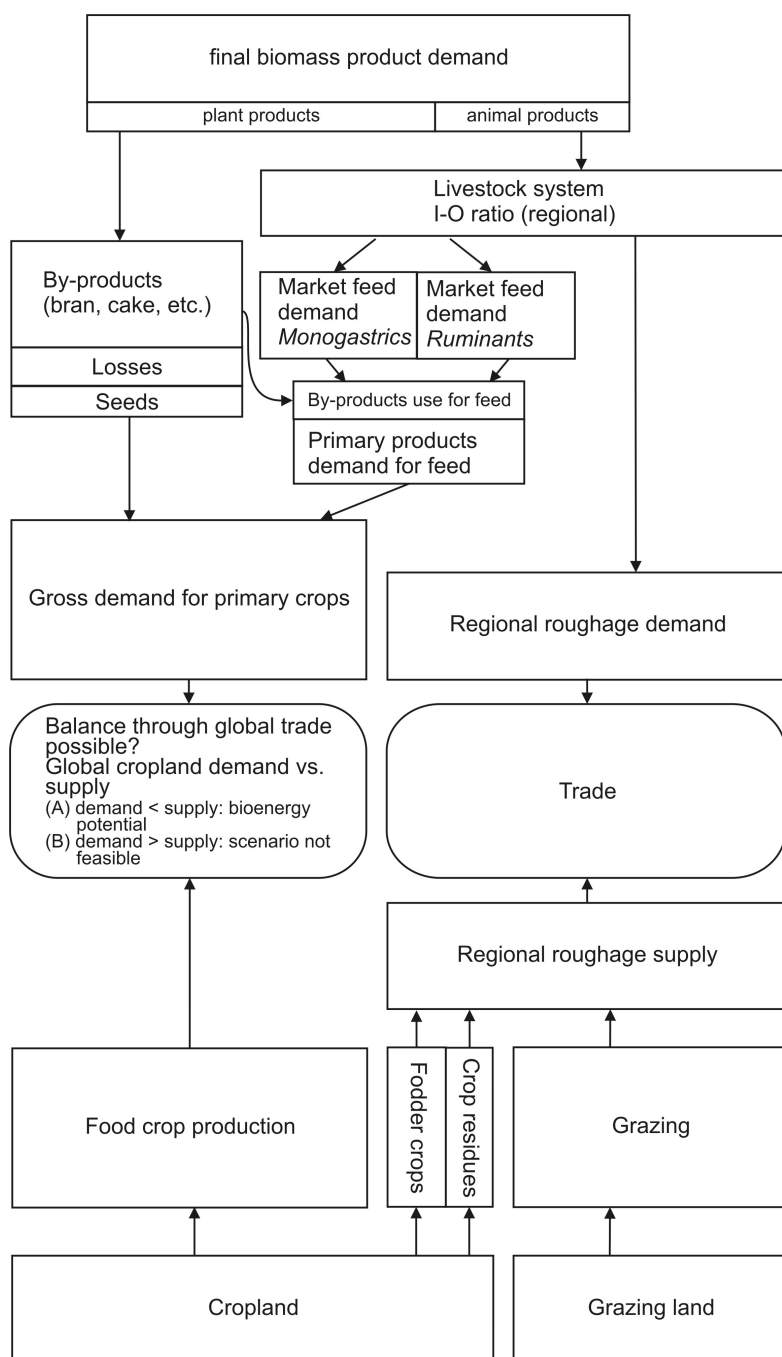 final biomass product demand
plant products
animal products
Livestock system
I-O ratio (regional)
By-products
(bran, cake, etc.)
Losses
Seeds
Market feed
demand
Monogastrics
Market feed
demand
Ruminants
By-products use for feed
Primary products
demand for feed
Gross demand for primary crops
Regional roughage demand
Balance through global trade
possible?
Global cropland demand vs.
supply
(A) demand < supply: bioenergy
potential
(B) demand > supply: scenario not
feasible
Trade
Regional roughage supply
Food crop production
Fodder crops
Crop residues
Grazing
Cropland
Grazing land